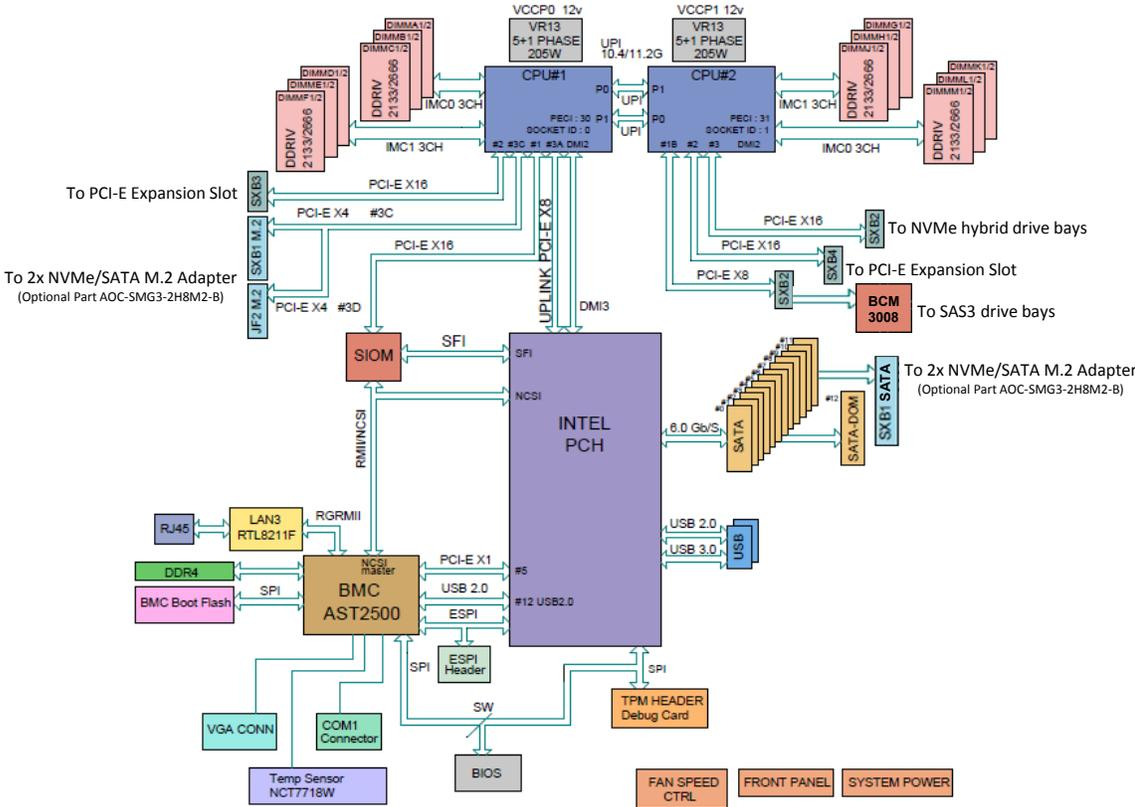 VCCP0 12v
VR13
5+1 PHASE
205W
VCCP1 12v
VR13
5+1 PHASE
205W
UPI
10.4/11.2G
DIMMA1/2
DIMMB1/2
DIMMC1/2
DDRIV
2133/2666
DIMMD1/2
DIMME1/2
DIMMF1/2
DDRIV
2133/2666
IMC0 3CH
IMC1 3CH
CPU#1
P0
PECI : 30
P1
SOCKET ID : 0
#2 #3C #1 #3A DMI2
UPI
UPI
CPU#2
P1
P0
PECI : 31
SOCKET ID : 1
#1B #2 #3 DMI2
IMC1 3CH
IMC0 3CH
DIMMG1/2
DIMMH1/2
DIMMJ1/2
DDRIV
2133/2666
DIMMK1/2
DIMML1/2
DIMMM1/2
DDRIV
2133/2666
To PCI-E Expansion Slot
SXB3
PCI-E X16
PCI-E X4 #3C
SXB1 M.2
To 2x NVMe/SATA M.2 Adapter
(Optional Part AOC-SMG3-2H8M2-B)
JF2 M.2
PCI-E X4 #3D
PCI-E X16
UPLINK PCI-E X8
DMI3
PCI-E X16
SXB2
To NVMe hybrid drive bays
PCI-E X16
SXB4
To PCI-E Expansion Slot
PCI-E X8
SXB2
BCM
3008
To SAS3 drive bays
SIOM
SFI
SFI
NCSI
INTEL
PCH
RMII/NCSI
6.0 Gb/S
#0
SATA
#12
SATA-DOM
SXB1 SATA
To 2x NVMe/SATA M.2 Adapter
(Optional Part AOC-SMG3-2H8M2-B)
USB 2.0
USB 3.0
USB
RJ45
LAN3
RTL8211F
RGRMII
DDR4
BMC Boot Flash
SPI
NCSI
master
BMC
AST2500
PCI-E X1
#5
USB 2.0
#12 USB2.0
ESPI
ESPI
Header
SPI
SPI
TPM HEADER
Debug Card
SW
BIOS
VGA CONN
COM1
Connector
Temp Sensor
NCT7718W
FAN SPEED
CTRL
FRONT PANEL
SYSTEM POWER